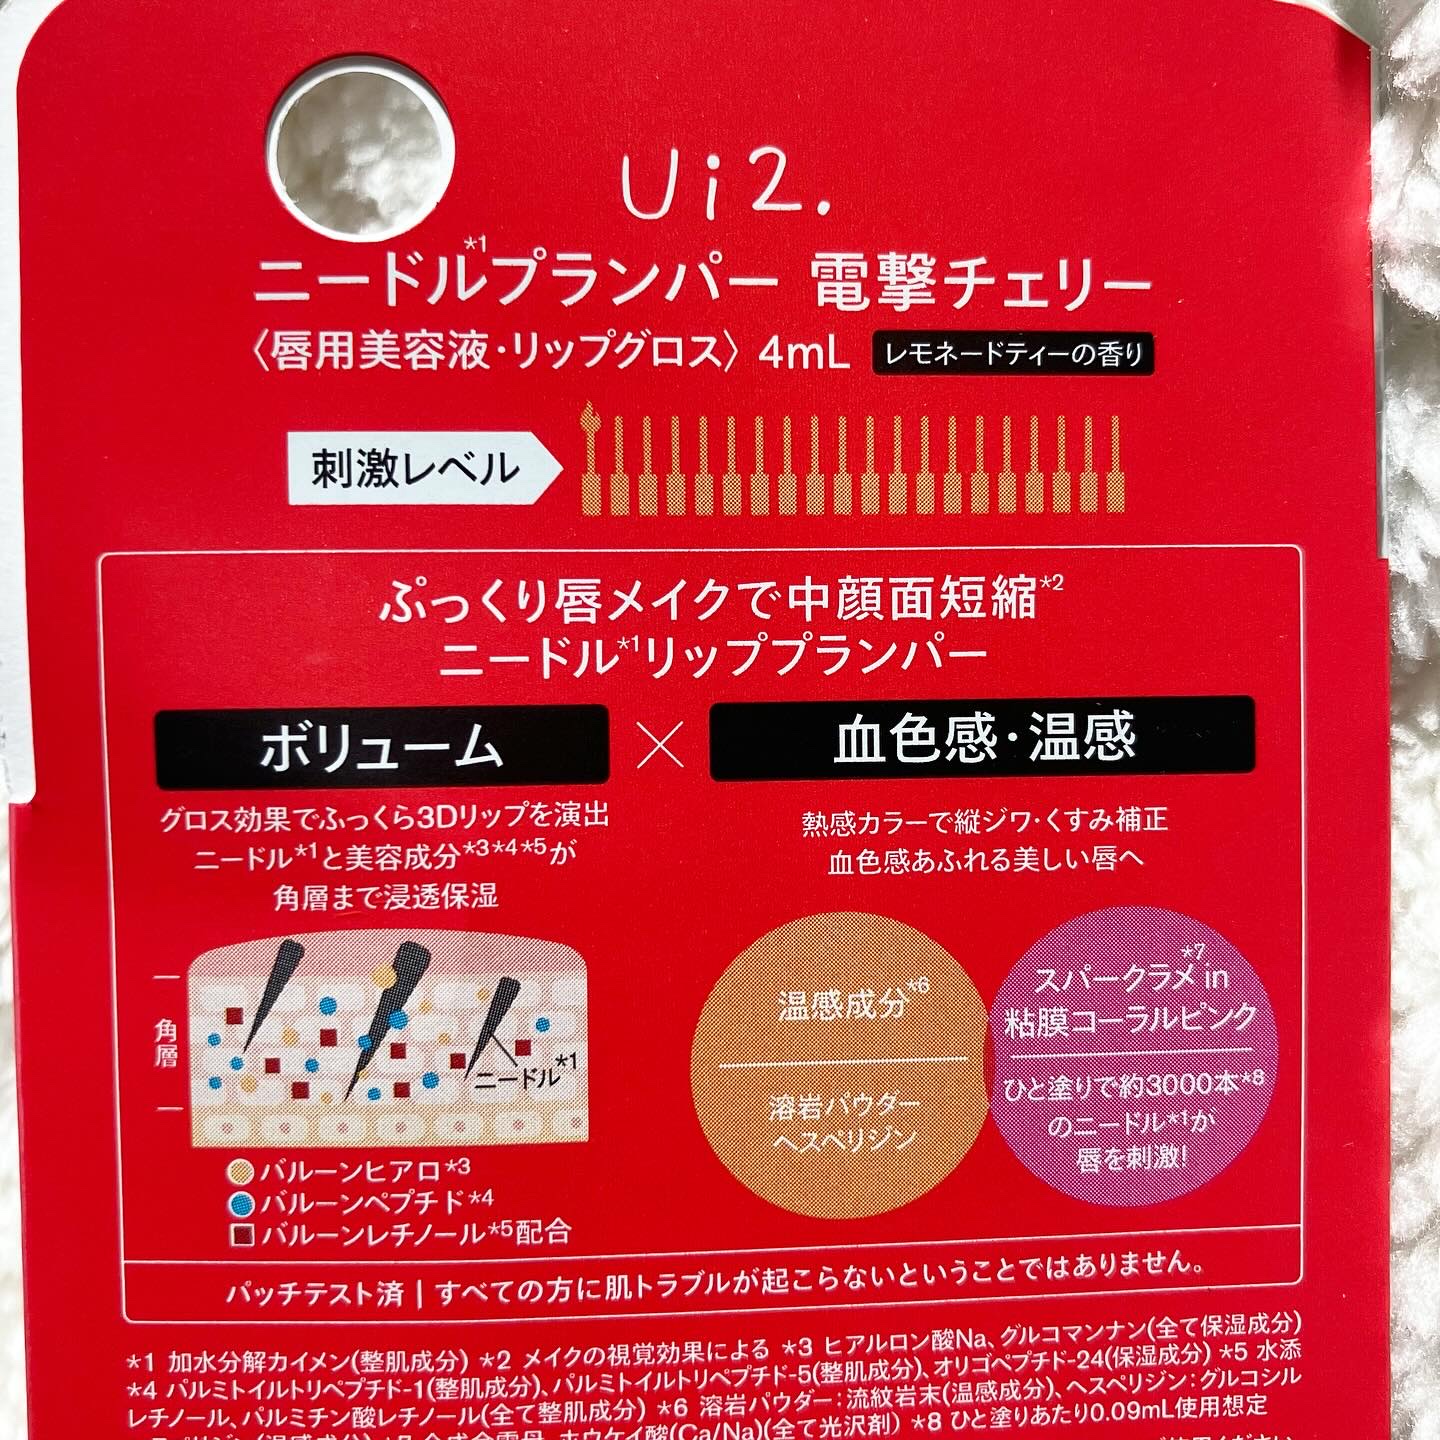 Ui2.
ニードル*1プランパー 電撃チェリー
〈唇用美容液・リップグロス〉 4mL レモネードティーの香り
刺激レベル
ぷっくり唇メイクで中顔面短縮*2
ニードル*1リッププランパー
ボリューム × 血色感・温感
グロス効果でふっくら3Dリップを演出
ニードル*1と美容成分*3*4*5が
角層まで浸透保湿
熱感カラーで縦ジワ・くすみ補正
血色感あふれる美しい唇へ
角層
ニードル*1
バルーンヒアロ*3
バルーンペプチド*4
バルーンレチノール*5配合
温感成分*6
溶岩パウダー
ヘスペリジン
スパークラメ*7in
粘膜コーラルピンク
ひと塗りで約3000本*8
のニードル*1が
唇を刺激!
パッチテスト済 | すべての方に肌トラブルが起こらないということではありません。
*1 加水分解カイメン(整肌成分) *2 メイクの視覚効果による *3 ヒアルロン酸Na、グルコマンナン(全て保湿成分)
*4 パルミトイルトリペプチド-1(整肌成分)、パルミトイルトリペプチド-5(整肌成分)、オリゴペプチド-24(保湿成分) *5 水添
レチノール、パルミチン酸レチノール(全て整肌成分) *6 溶岩パウダー：流紋岩末(温感成分)、ヘスペリジン：グルコシル
ヘスペリジン(温感成分) *7 合成金雲母、ホウケイ酸(Ca/Na)(全て光沢剤) *8 ひと塗りあたり0.09mL使用想定